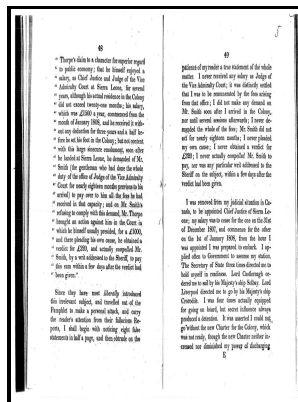 48
" Thorpe's claim to a character for superior regard
" to public economy; that he himself enjoyed a
" salary, as Chief Justice and Judge of the Vice
" Admiralty Court at Sierra Leone, for several
" years, although his actual residence in the Colony
" did not exceed twenty-one months; his salary,
" which was £1500 a year, commenced from the
" month of January 1808, and he received it with-
" out any deduction for three years and a half be-
" fore he set his foot in the Colony; but not content
" with this large sinecure emolument, soon after
" he landed at Sierra Leone, he demanded of Mr.
" Smith (the gentleman who had done the whole
" duty of the office of Judge of the Vice Admiralty
" Court for nearly eighteen months previous to his
" arrival) to pay over to him all the fees he had
" received in that capacity; and on Mr. Smith's
" refusing to comply with this demand, Mr. Thorpe
" brought an action against him in the Court in
" which he himself usually presided, for a £1000,
" and there pleading his own cause, he obtained a
" verdict for £280, and actually compelled Mr.
" Smith, by a writ addressed to the Sheriff, to pay
" this sum within a few days after the verdict had
" been given."
Since they have most liberally introduced
this irrelevant subject, and travelled out of the
Pamphlet to make a personal attack, and carry
the reader's attention from their fallacious Re-
ports, I shall begin with noticing eight false
statements in half a page, and then obtrude on the
49
patience of my reader a true statement of the whole
matter. I never received any salary as Judge of
the Vice Admiralty Court; it was distinctly settled
that I was to be remunerated by the fees arising
from that office; I did not make any demand on
Mr. Smith soon after I arrived in the Colony,
nor until several sessions afterwards; I never de-
manded the whole of the fees; Mr. Smith did not
act for nearly eighteen months; I never pleaded
my own cause; I never obtained a verdict for
£280; I never actually compelled Mr. Smith to
pay, nor was any particular writ addressed to the
Sheriff on the subject, within a few days after the
verdict had been given.
I was removed from my judicial situation in Ca-
nada, to be appointed Chief Justice of Sierra Le-
one; my salary was to cease for the one on the 31st
of December 1807, and commence for the other
on the 1st of January 1808, from the hour I
was appointed I was prepared to embark. I ap-
plied often to Government to assume my station.
The Secretary of State three times directed me to
hold myself in readiness. Lord Castlereagh or-
dered me to sail by his Majesty's ship Solbay. Lord
Liverpool directed me to go by his Majesty's ship
Crocodile. I was four times actually equipped
for going on board, but secret influence always
produced a detention. It was asserted I could not
go without the new Charter for the Colony, which
was not ready, though the new Charter neither in-
creased nor diminished my power of discharging
E